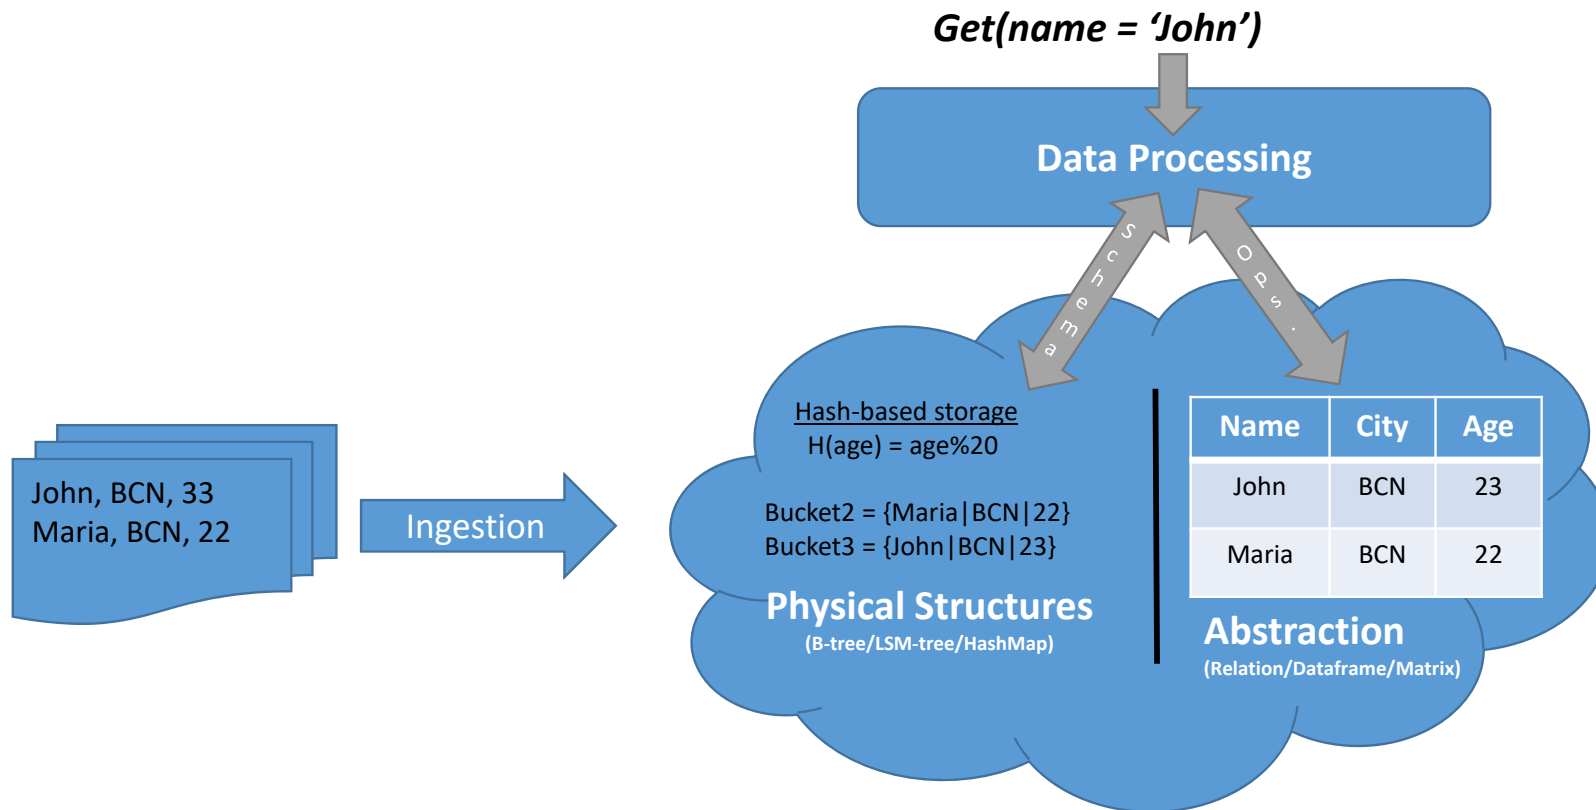 Get(name = ‘John’)
Data Processing
Schema
Ops.
John, BCN, 33
Maria, BCN, 22
Ingestion
Hash-based storage
H(age) = age%20
Bucket2 = {Maria|BCN|22}
Bucket3 = {John|BCN|23}
Physical Structures
(B-tree/LSM-tree/HashMap)
Name City Age
John BCN 23
Maria BCN 22
Abstraction
(Relation/Dataframe/Matrix)